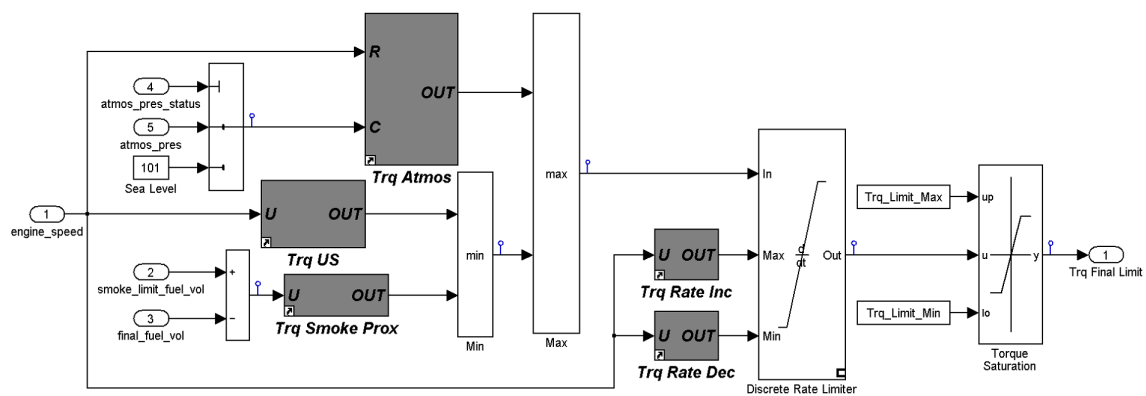 4
atmos_pres_status
5
atmos_pres
101
Sea Level
R
C
OUT
Trq Atmos
1
engine_speed
U
OUT
Trq US
2
smoke_limit_fuel_vol
3
final_fuel_vol
+
−
U
OUT
Trq Smoke Prox
min
Min
max
Max
U
OUT
Trq Rate Inc
U
OUT
Trq Rate Dec
In
Max
Min
d
dt
Out
Discrete Rate Limiter
Trq_Limit_Max
Trq_Limit_Min
up
u
lo
y
Torque
Saturation
1
Trq Final Limit